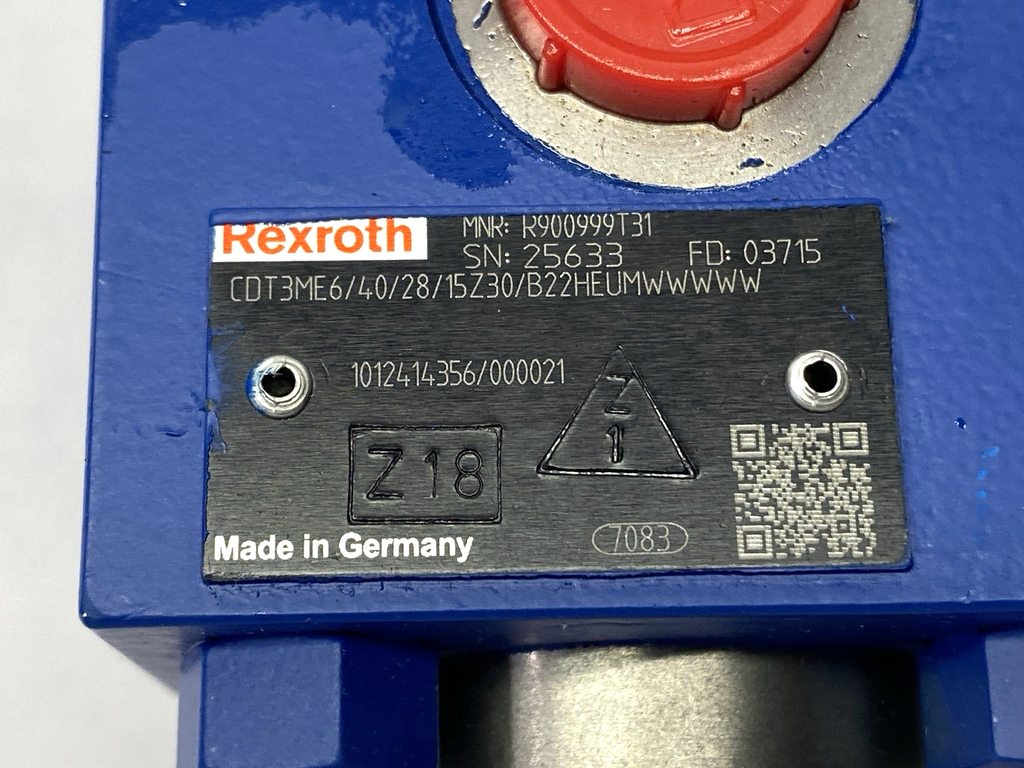 Rexroth
MNR: R900999T31
SN: 25633 FD: 03715
CDT3ME6/40/28/15Z30/B22HEUMWWWWW
1012414356/000021
Z
1
Z 18
Made in Germany
7083